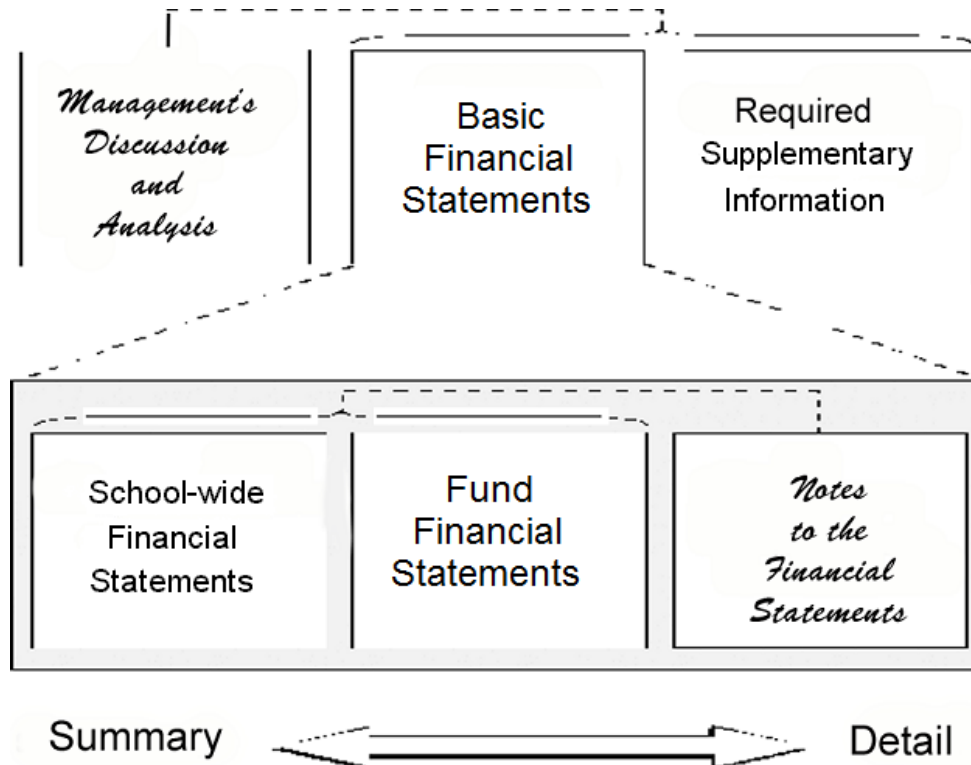 Management's
Discussion
and
Analysis
Basic
Financial
Statements
Required
Supplementary
Information
School-wide
Financial
Statements
Fund
Financial
Statements
Notes
to the
Financial
Statements
Summary
Detail